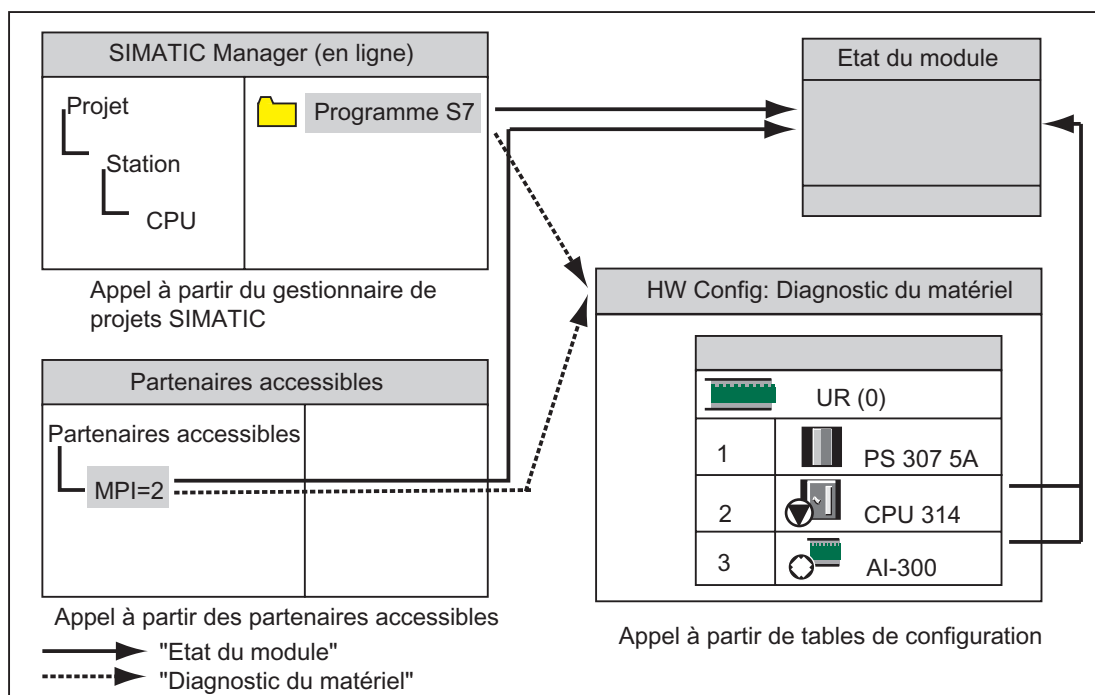 SIMATIC Manager (en ligne)
Projet
Station
CPU
Programme S7
Appel à partir du gestionnaire de
projets SIMATIC
Etat du module
Partenaires accessibles
Partenaires accessibles
MPI=2
Appel à partir des partenaires accessibles
"Etat du module"
"Diagnostic du matériel"
HW Config: Diagnostic du matériel
UR (0)
1 PS 307 5A
2 CPU 314
3 AI-300
Appel à partir de tables de configuration